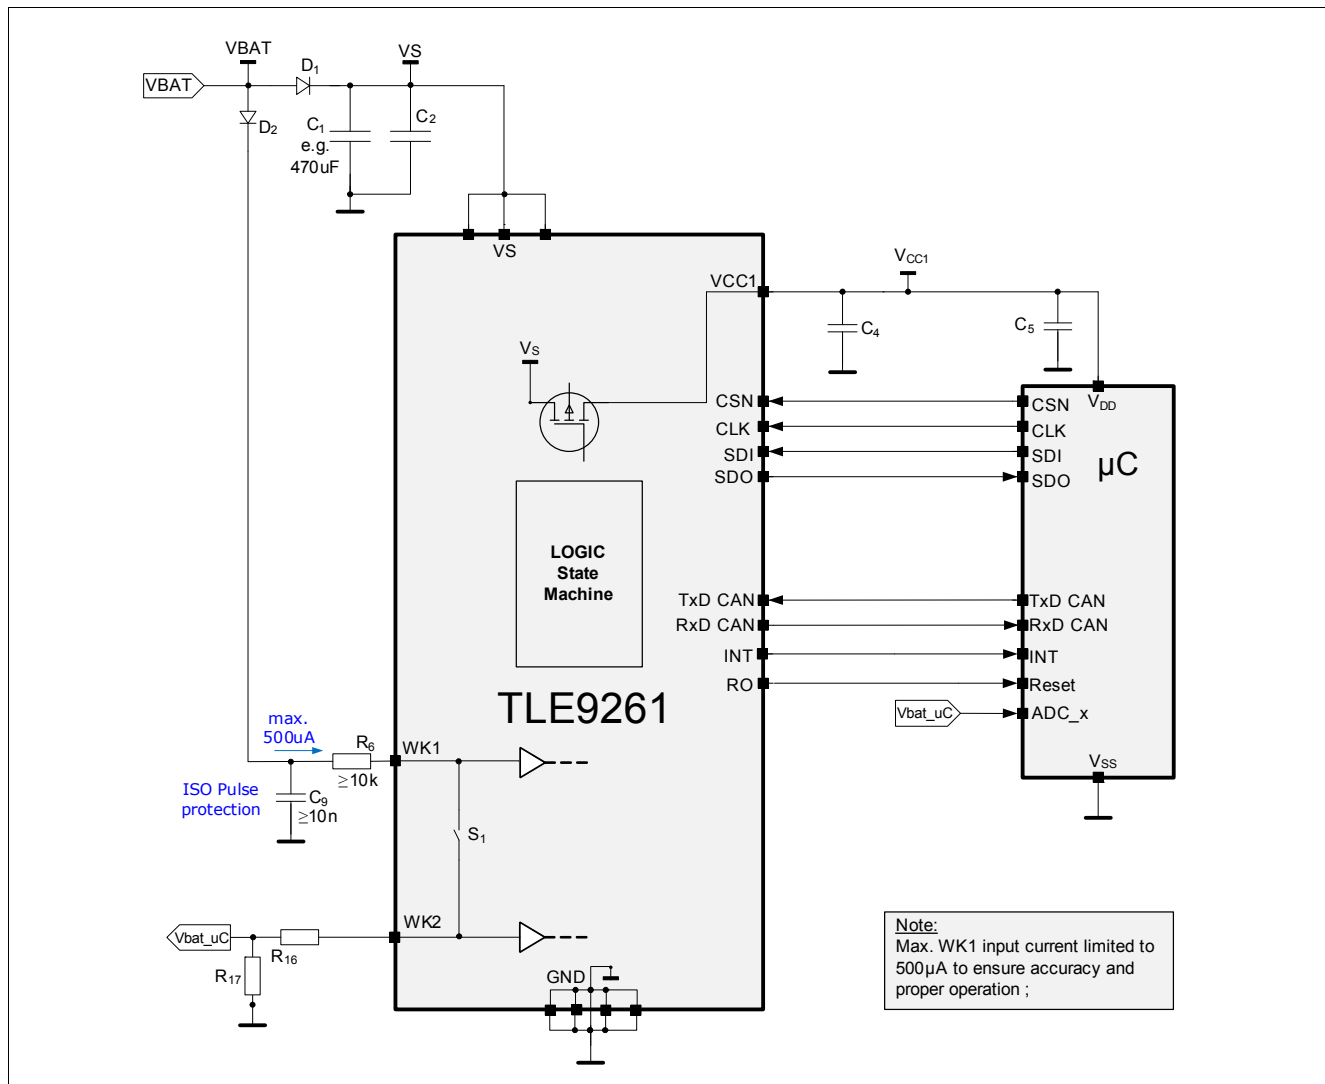 VBAT
VBAT
D1
VS
D2
C1
e.g.
470uF
C2
VS
VCC1
VCC1
C4
C5
VS
VDD
CSN
CLK
SDI
SDO
CSN
CLK
SDI
SDO
µC
LOGIC
State
Machine
TxD CAN
RxD CAN
INT
RO
TxD CAN
RxD CAN
INT
Reset
ADC_x
Vbat_uC
VSS
TLE9261
max.
500uA
R6
≥10k
WK1
ISO Pulse
protection
C9
≥10n
S1
WK2
Vbat_uC
R16
R17
GND
Note:
Max. WK1 input current limited to
500µA to ensure accuracy and
proper operation ;